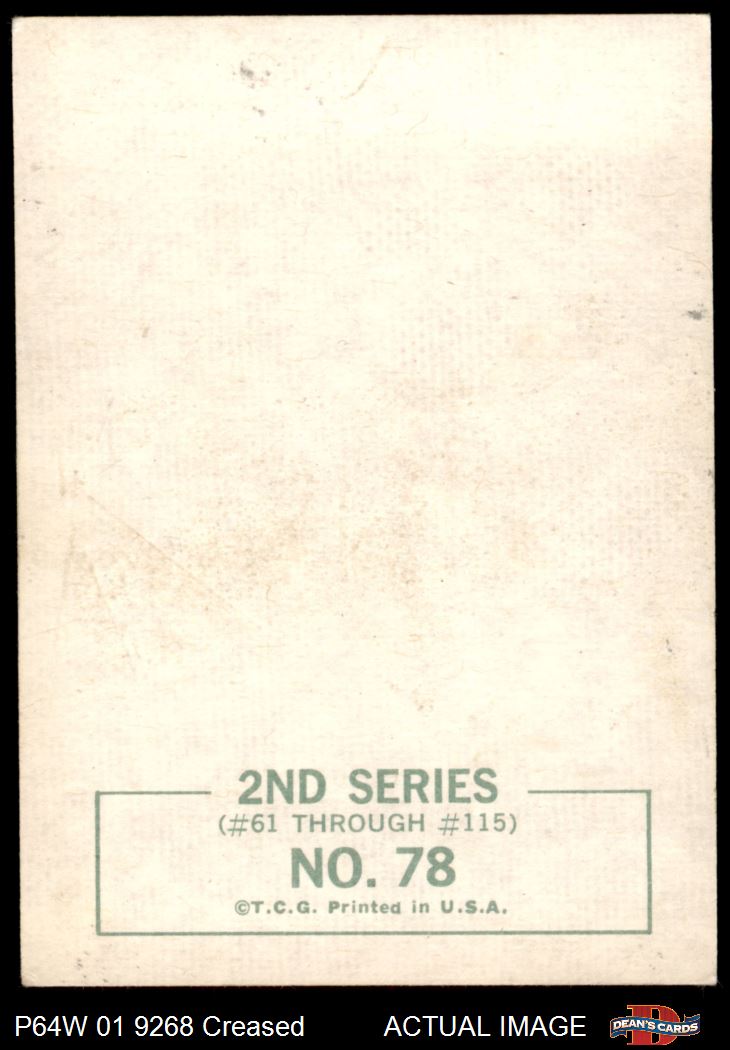 2ND SERIES
(#61 THROUGH #115)
NO. 78
©T.C.G. Printed in U.S.A.
P64W 01 9268 Creased ACTUAL IMAGE DEAN'S CARDS